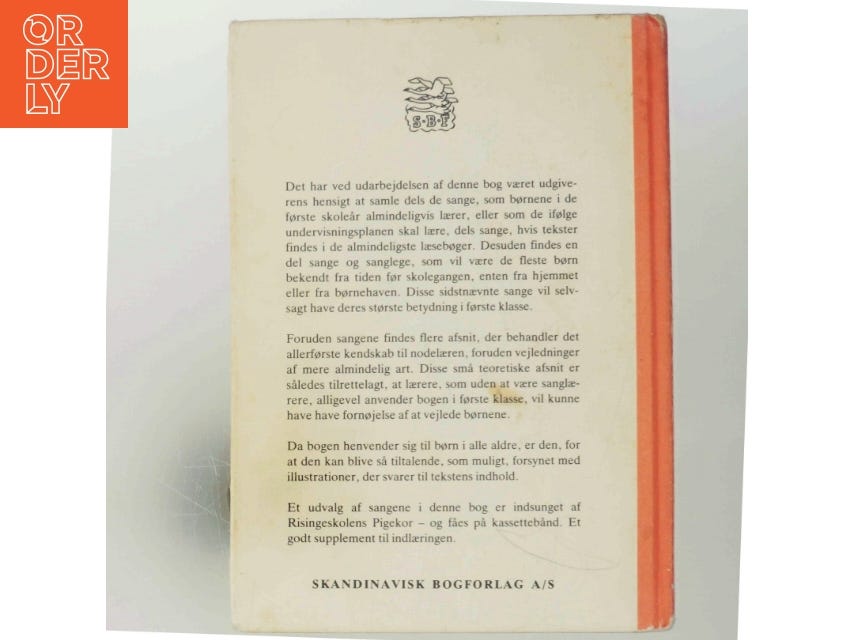 OR
DER
LY
S·B·F
Det har ved udarbejdelsen af denne bog været udgive-
rens hensigt at samle dels de sange, som børnene i de
første skoleår almindeligvis lærer, eller som de ifølge
undervisningsplanen skal lære, dels sange, hvis tekster
findes i de almindeligste læsebøger. Desuden findes en
del sange og sanglege, som vil være de fleste børn
bekendt fra tiden før skolegangen, enten fra hjemmet
eller fra børnehaven. Disse sidstnævnte sange vil selv-
sagt have deres største betydning i første klasse.
Foruden sangene findes flere afsnit, der behandler det
allerførste kendskab til nodelæren, foruden vejledninger
af mere almindelig art. Disse små teoretiske afsnit er
således tilrettelagt, at lærere, som uden at være sanglæ-
rere, alligevel anvender bogen i første klasse, vil kunne
have have fornøjelse af at vejlede børnene.
Da bogen henvender sig til børn i alle aldre, er den, for
at den kan blive så tiltalende, som muligt, forsynet med
illustrationer, der svarer til tekstens indhold.
Et udvalg af sangene i denne bog er indsunget af
Risingeskolens Pigekor – og fåes på kassettebånd. Et
godt supplement til indlæringen.
SKANDINAVISK BOGFORLAG A/S